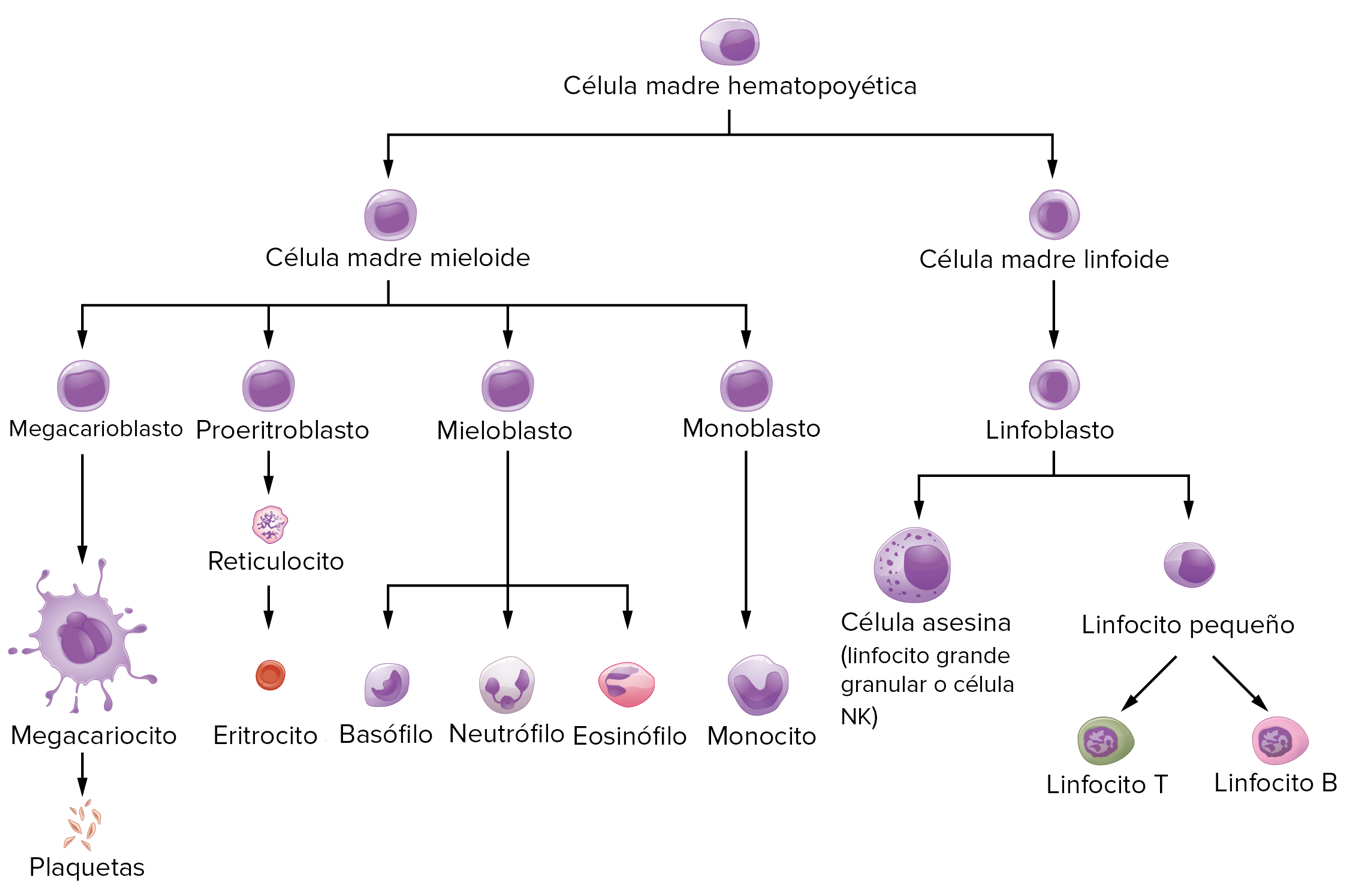 Célula madre hematopoyética
Célula madre mieloide
Célula madre linfoide
Megacarioblasto
Proeritroblasto
Mieloblasto
Monoblasto
Linfoblasto
Reticulocito
Célula asesina
(linfocito grande
granular o célula
NK)
Linfocito pequeño
Megacariocito
Eritrocito
Basófilo
Neutrófilo
Eosinófilo
Monocito
Linfocito T
Linfocito B
Plaquetas